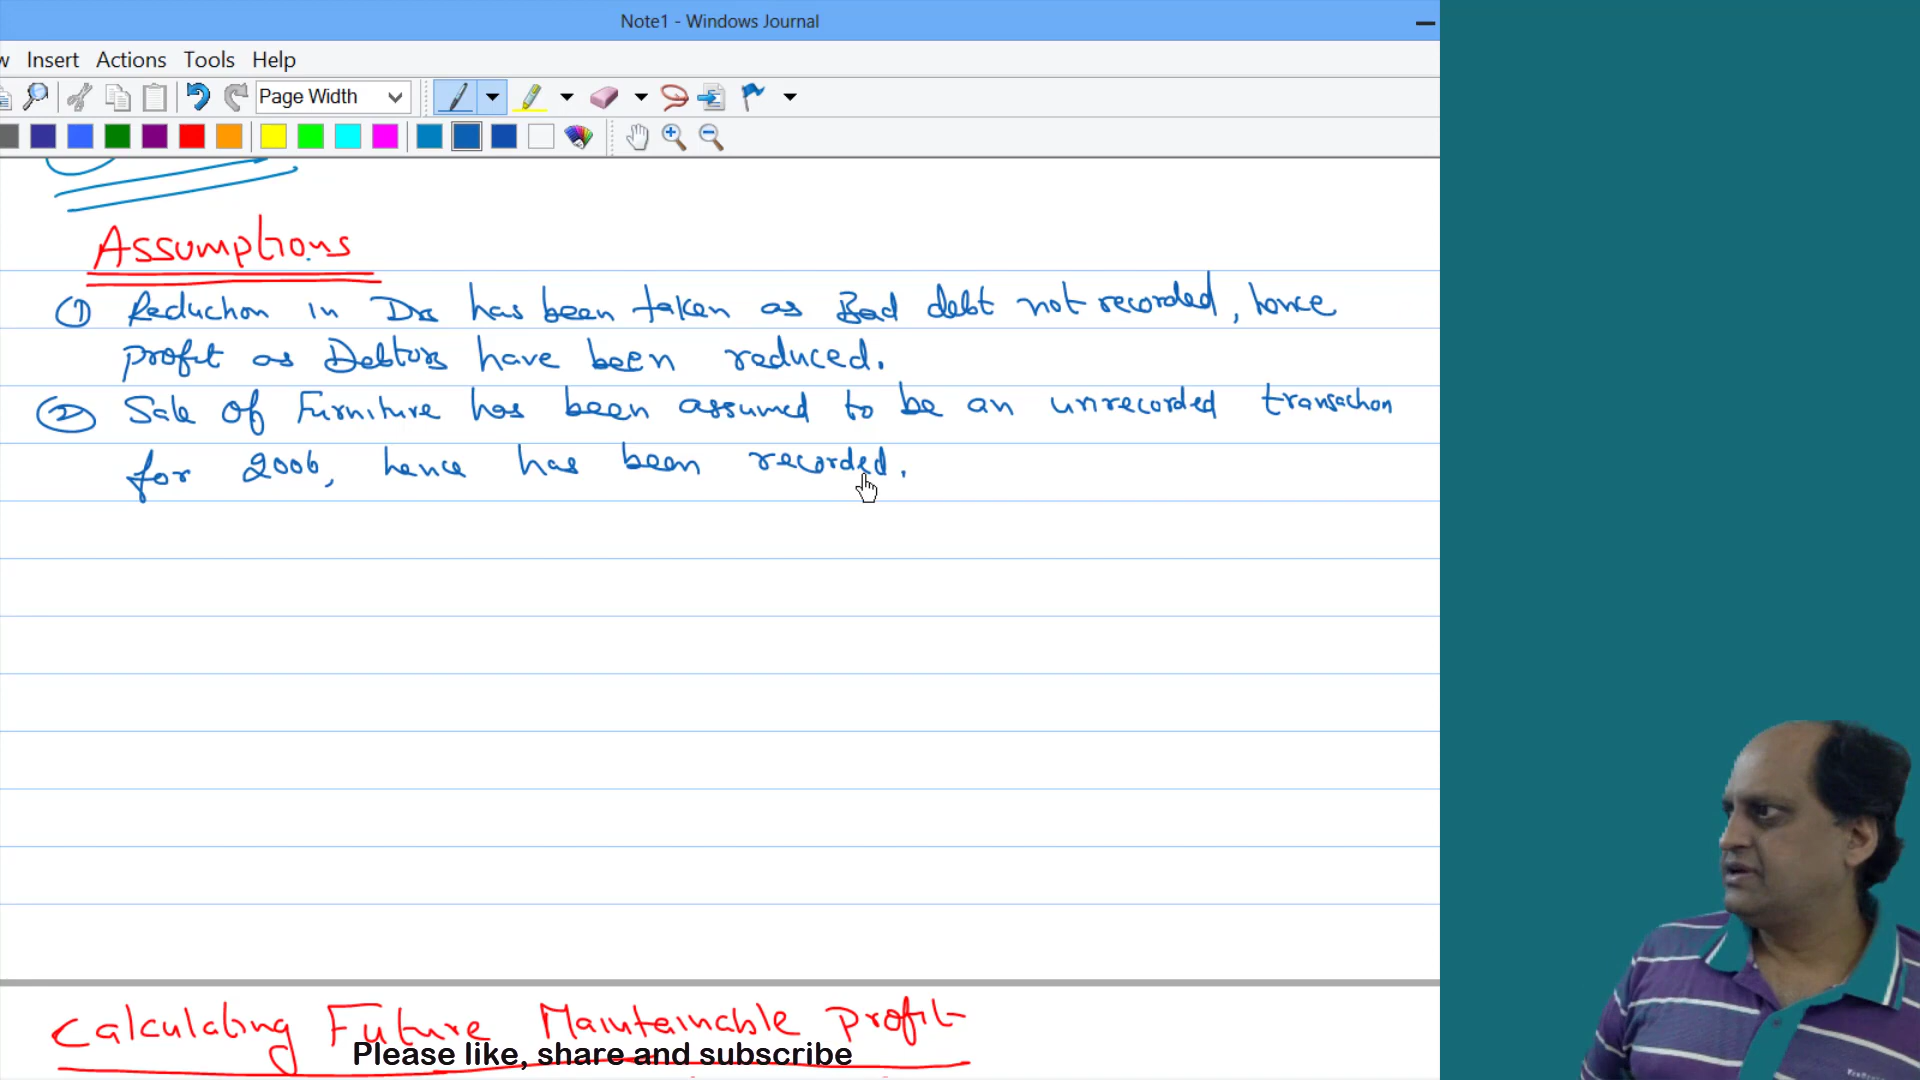 Note1 - Windows Journal
w Insert Actions Tools Help
Page Width
Assumptions
① Reduction in Drs has been taken as Bad debt not recorded, hence
profit as Debtors have been reduced.
② Sale of Furniture has been assumed to be an unrecorded transaction
for 2006, hence has been recorded.
Calculating Future Maintainable Profit
Please like, share and subscribe